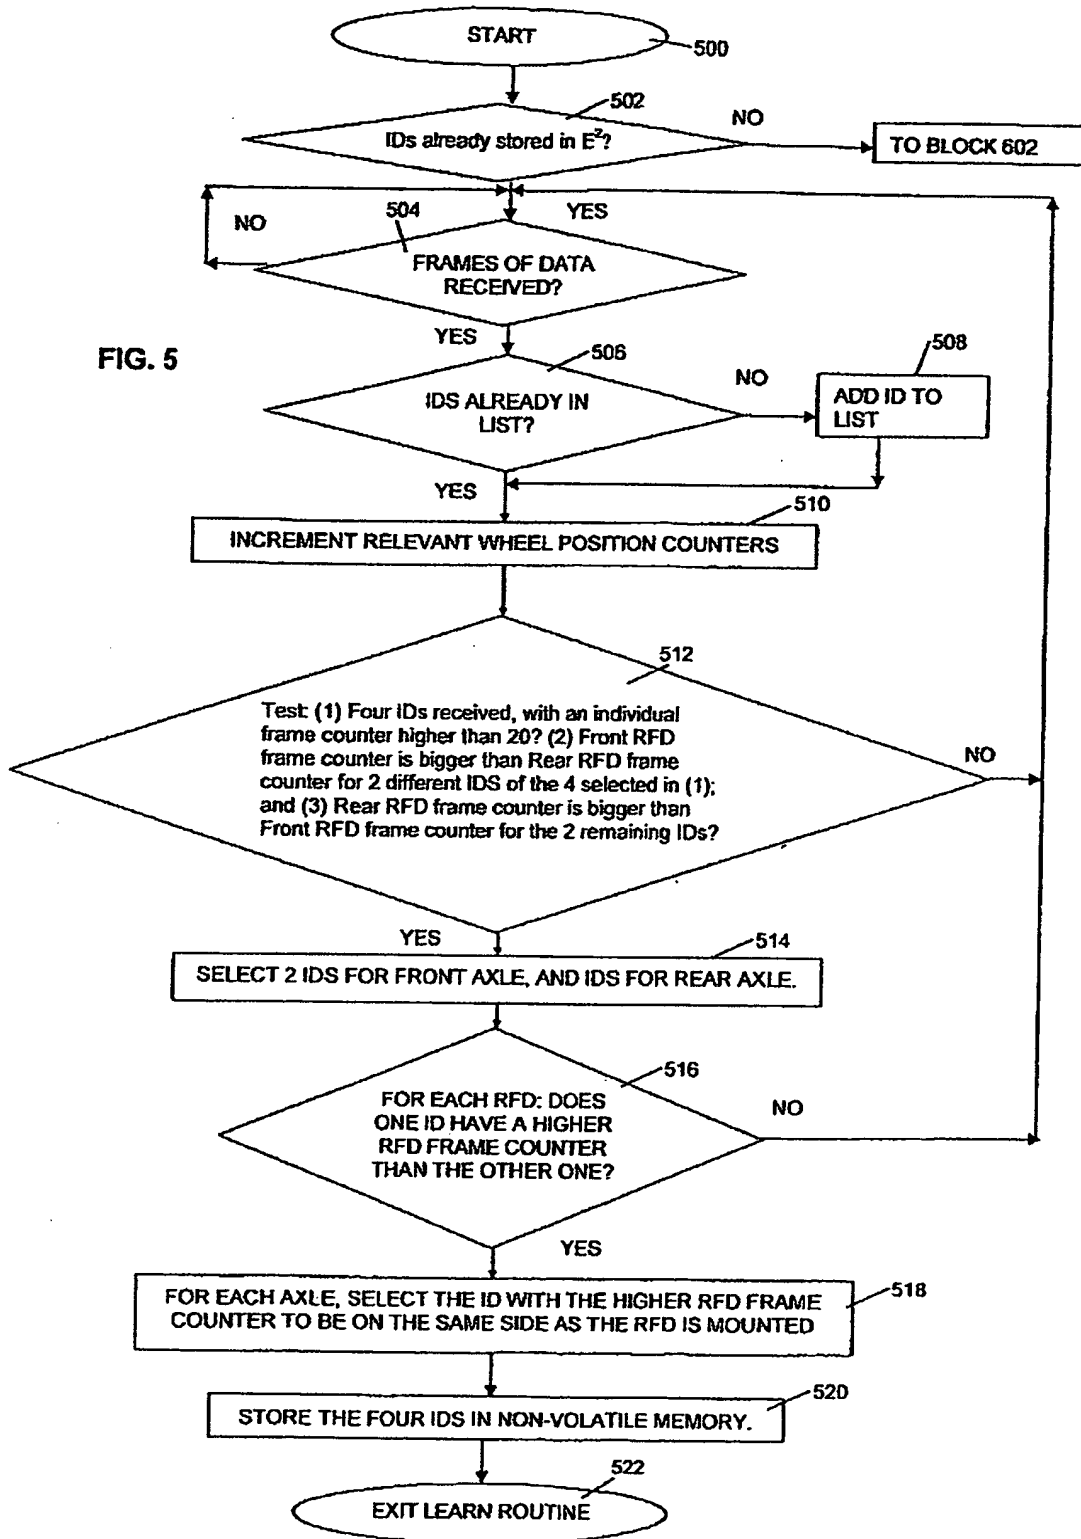 START
500
502
NO
IDs already stored in E²?
TO BLOCK 602
YES
504
NO
FRAMES OF DATA
RECEIVED?
YES
FIG. 5
506
508
NO
IDS ALREADY IN
LIST?
ADD ID TO
LIST
YES
510
INCREMENT RELEVANT WHEEL POSITION COUNTERS
512
Test: (1) Four IDs received, with an individual
frame counter higher than 20? (2) Front RFD
frame counter is bigger than Rear RFD frame
counter for 2 different IDS of the 4 selected in (1);
and (3) Rear RFD frame counter is bigger than
Front RFD frame counter for the 2 remaining IDs?
NO
YES
514
SELECT 2 IDS FOR FRONT AXLE, AND IDS FOR REAR AXLE.
516
FOR EACH RFD: DOES
ONE ID HAVE A HIGHER
RFD FRAME COUNTER
THAN THE OTHER ONE?
NO
YES
518
FOR EACH AXLE, SELECT THE ID WITH THE HIGHER RFD FRAME
COUNTER TO BE ON THE SAME SIDE AS THE RFD IS MOUNTED
520
STORE THE FOUR IDS IN NON-VOLATILE MEMORY.
522
EXIT LEARN ROUTINE